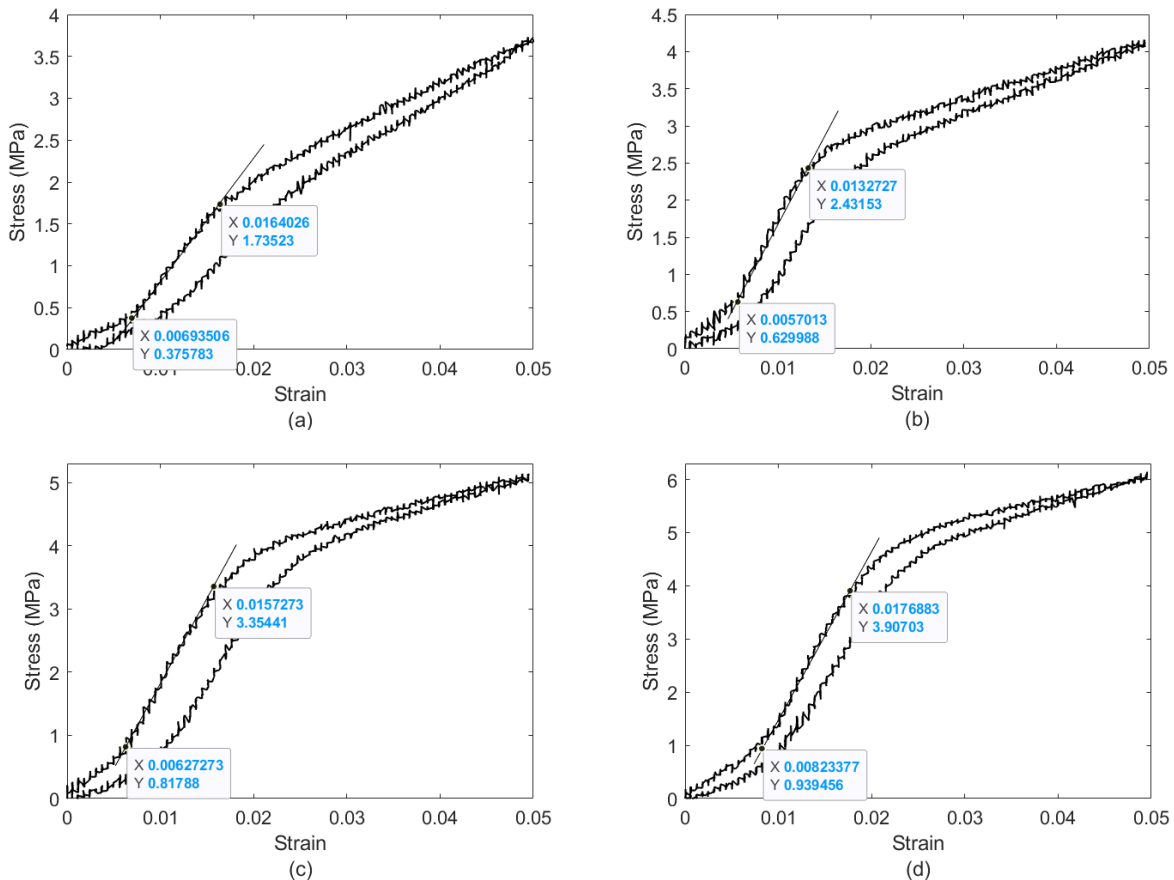 4
3.5
3
2.5
2
1.5
1
0.5
0
Stress (MPa)
X 0.0164026
Y 1.73523
X 0.00693506
Y 0.375783
0 0.01 0.02 0.03 0.04 0.05
Strain
(a)
4.5
4
3.5
3
2.5
2
1.5
1
0.5
0
Stress (MPa)
X 0.0132727
Y 2.43153
X 0.0057013
Y 0.629988
0 0.01 0.02 0.03 0.04 0.05
Strain
(b)
5
4
3
2
1
0
Stress (MPa)
X 0.0157273
Y 3.35441
X 0.00627273
Y 0.81788
0 0.01 0.02 0.03 0.04 0.05
Strain
(c)
6
5
4
3
2
1
0
Stress (MPa)
X 0.0176883
Y 3.90703
X 0.00823377
Y 0.939456
0 0.01 0.02 0.03 0.04 0.05
Strain
(d)